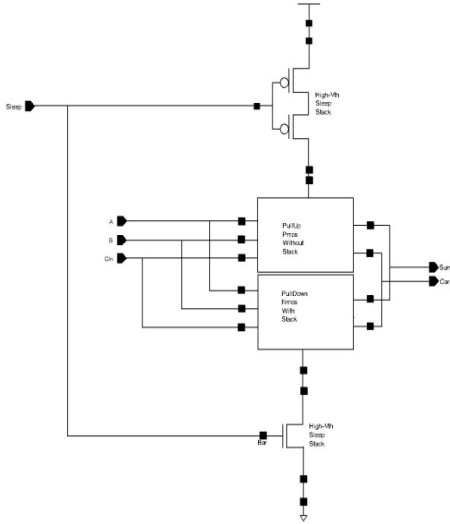 High-Vth
Sleep
Stack
Sleep
A
B
Cin
PullUp
Pmos
Without
Stack
PullDown
Nmos
With
Stack
Sum
Car
High-Vth
Sleep
Stack
Bar